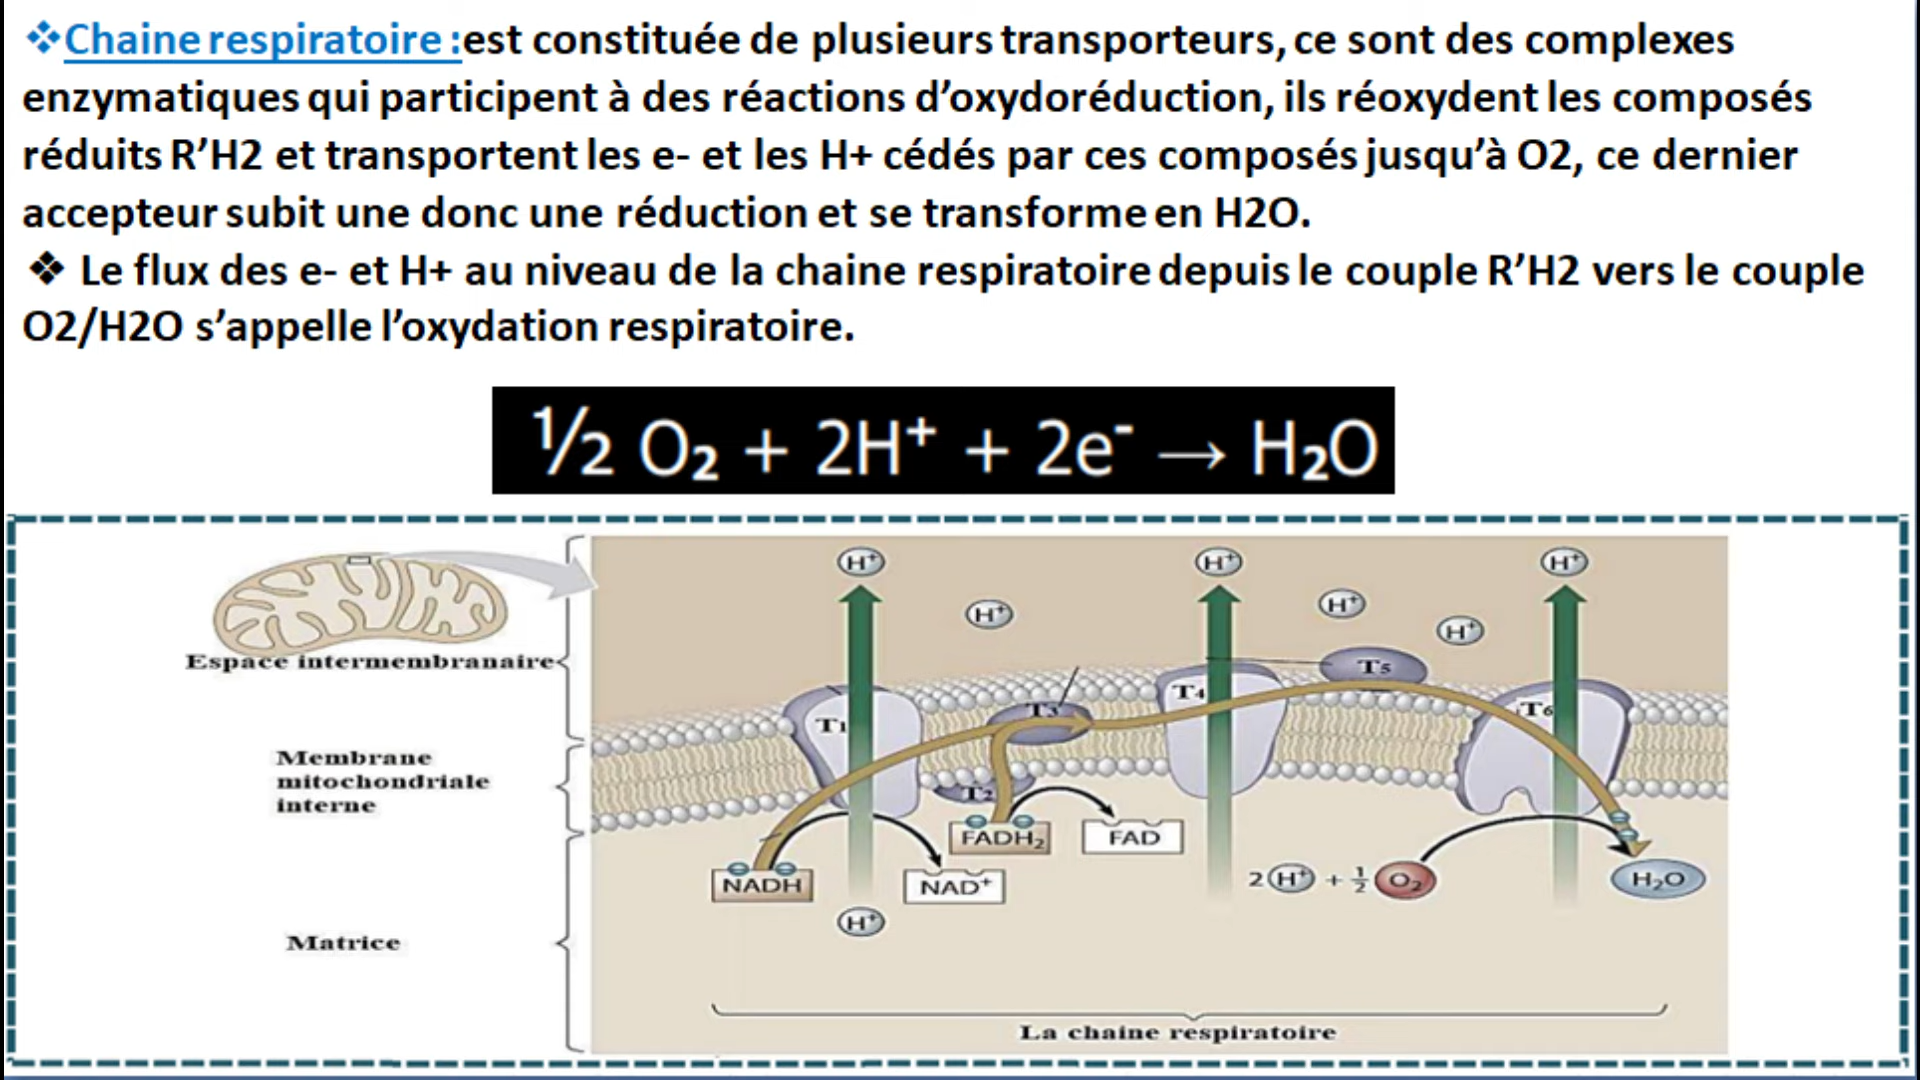 ❖Chaine respiratoire :est constituée de plusieurs transporteurs, ce sont des complexes
enzymatiques qui participent à des réactions d’oxydoréduction, ils réoxydent les composés
réduits R’H2 et transportent les e- et les H+ cédés par ces composés jusqu’à O2, ce dernier
accepteur subit une donc une réduction et se transforme en H2O.
❖ Le flux des e- et H+ au niveau de la chaine respiratoire depuis le couple R’H2 vers le couple
O2/H2O s’appelle l’oxydation respiratoire.
½ O₂ + 2H⁺ + 2e⁻ → H₂O
H⁺ H⁺ H⁺
H⁺ H⁺ H⁺
Espace intermembranaire
T1 T2 T3 T4 T5 T6
Membrane
mitochondriale
interne
FADH₂ FAD
NADH NAD⁺
2 H⁺ + ½ O₂ H₂O
H⁺
Matrice
La chaine respiratoire